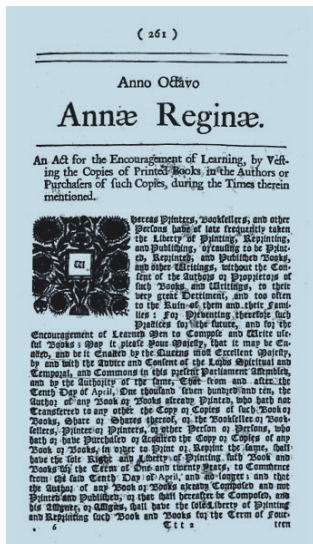 ( 261 )
Anno Octavo
Annæ Reginæ.
An Act for the Encouragement of Learning, by Vest-
ing the Copies of Printed Books in the Authors or
Purchasers of such Copies, during the Times therein
mentioned.
Whereas Printers, Booksellers, and other
Persons have of late frequently taken
the Liberty of Printing, Reprinting,
and Publishing, or causing to be Print-
ed, Reprinted, and Published Books,
and other Writings, without the Con-
sent of the Authors or Proprietors of
such Books and Writings, to their
very great Detriment, and too often
to the Ruin of them and their Fami-
lies : For Preventing therefore such
Practices for the future, and for the
Encouragement of Learned Men to Compose and Write use-
ful Books ; May it please Your Majesty, that it may be En-
acted, and be it Enacted by the Queens most Excellent Majesty,
by and with the Advice and Consent of the Lords Spiritual and
Temporal, and Commons in this present Parliament Assembled,
and by the Authority of the same, That from and after the
Tenth Day of April, One thousand seven hundred and ten, the
Author of any Book or Books already Printed, who hath not
Transferred to any other the Copy or Copies of such Book or
Books, Share or Shares thereof, or the Bookseller or Book-
sellers, Printer or Printers, or other Person or Persons, who
hath or have Purchased or Acquired the Copy or Copies of any
Book or Books, in order to Print or Reprint the same, shall
have the sole Right and Liberty of Printing such Book and
Books for the Term of One and twenty Years, to Commence
from the said Tenth Day of April, and no longer ; and that
the Author of any Book or Books already Composed and not
Printed and Published, or that shall hereafter be Composed, and
his Assignee, or Assigns, shall have the sole Liberty of Printing
and Reprinting such Book and Books for the Term of Four-
* 6 Ttt 2 teen